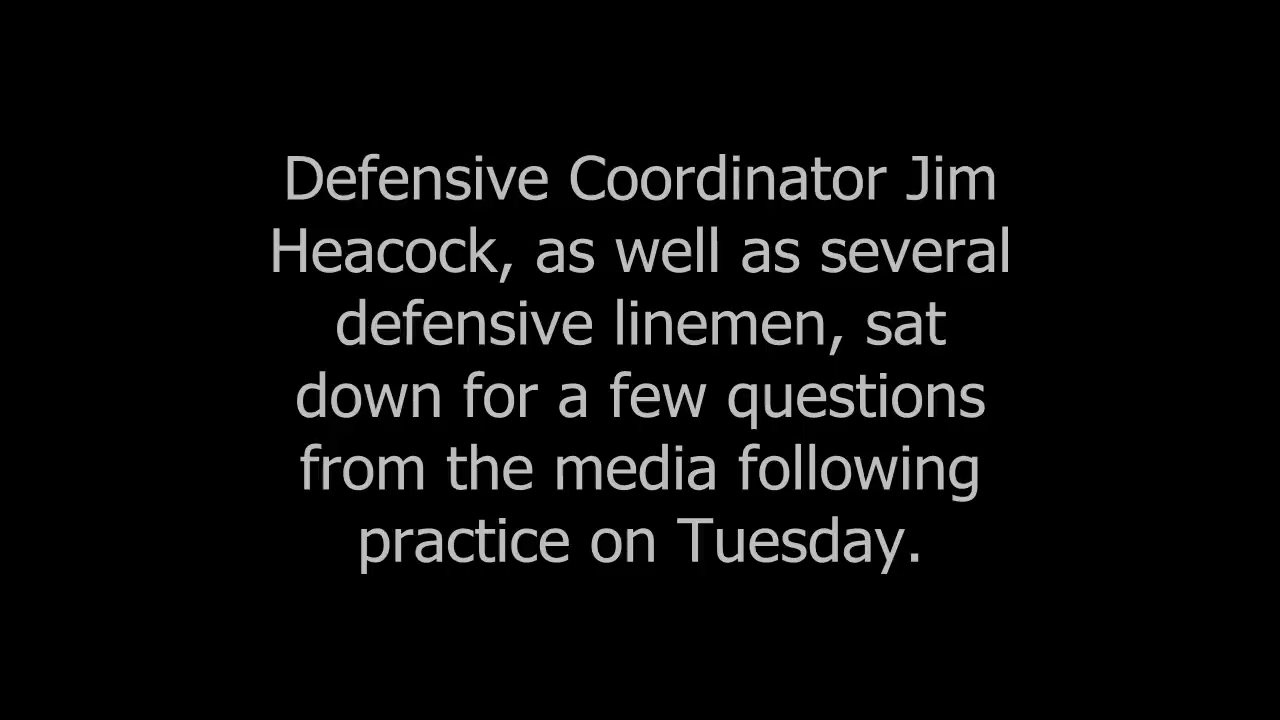 Defensive Coordinator Jim
Heacock, as well as several
defensive linemen, sat
down for a few questions
from the media following
practice on Tuesday.